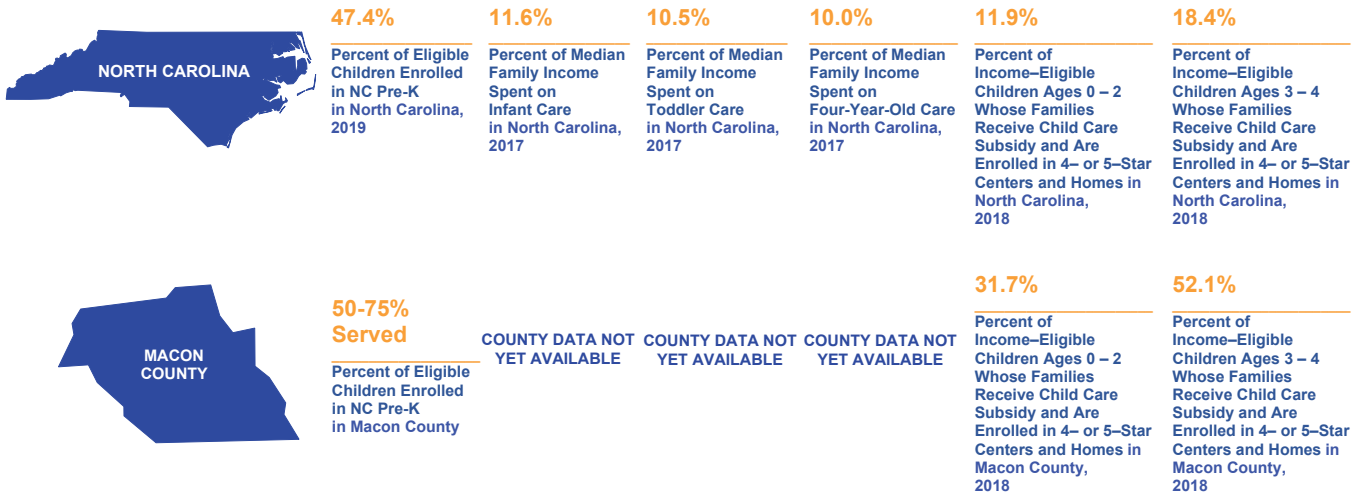 NORTH CAROLINA
47.4%
Percent of Eligible
Children Enrolled
in NC Pre-K
in North Carolina,
2019
11.6%
Percent of Median
Family Income
Spent on
Infant Care
in North Carolina,
2017
10.5%
Percent of Median
Family Income
Spent on
Toddler Care
in North Carolina,
2017
10.0%
Percent of Median
Family Income
Spent on
Four-Year-Old Care
in North Carolina,
2017
11.9%
Percent of
Income–Eligible
Children Ages 0 – 2
Whose Families
Receive Child Care
Subsidy and Are
Enrolled in 4– or 5–Star
Centers and Homes in
North Carolina,
2018
18.4%
Percent of
Income–Eligible
Children Ages 3 – 4
Whose Families
Receive Child Care
Subsidy and Are
Enrolled in 4– or 5–Star
Centers and Homes in
North Carolina,
2018
MACON
COUNTY
50-75%
Served
Percent of Eligible
Children Enrolled
in NC Pre-K
in Macon County
COUNTY DATA NOT
YET AVAILABLE
COUNTY DATA NOT
YET AVAILABLE
COUNTY DATA NOT
YET AVAILABLE
31.7%
Percent of
Income–Eligible
Children Ages 0 – 2
Whose Families
Receive Child Care
Subsidy and Are
Enrolled in 4– or 5–Star
Centers and Homes in
Macon County,
2018
52.1%
Percent of
Income–Eligible
Children Ages 3 – 4
Whose Families
Receive Child Care
Subsidy and Are
Enrolled in 4– or 5–Star
Centers and Homes in
Macon County,
2018